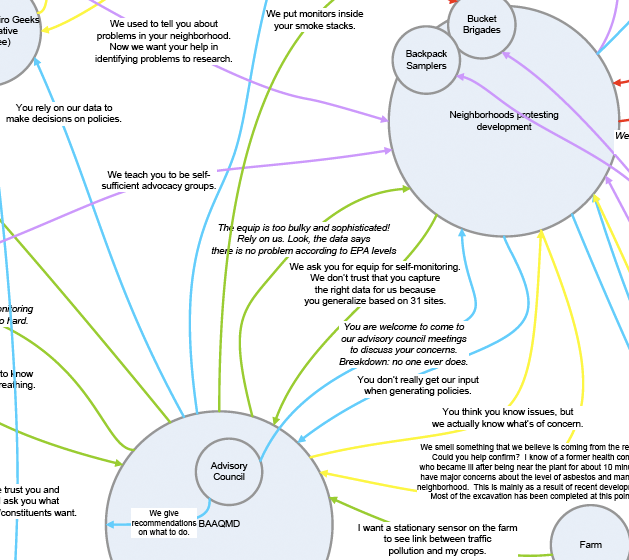 iro Geeks
ative
ee)
We used to tell you about
problems in your neighborhood.
Now we want your help in
identifying problems to research.
We put monitors inside
your smoke stacks.
Bucket
Brigades
Backpack
Samplers
You rely on our data to
make decisions on policies.
Neighborhoods protesting
development
We
We teach you to be self-
sufficient advocacy groups.
The equip is too bulky and sophisticated!
Rely on us. Look, the data says
there is no problem according to EPA levels
We ask you for equip for self-monitoring.
We don't trust that you capture
the right data for us because
you generalize based on 31 sites.
onitoring
o hard.
You are welcome to come to
our advisory council meetings
to discuss your concerns.
Breakdown: no one ever does.
to know
reathing.
You don't really get our input
when generating policies.
You think you know issues, but
we actually know what's of concern.
We smell something that we believe is coming from the re
Could you help confirm? I know of a former health con
who became ill after being near the plant for about 10 minu
have major concerns about the level of asbestos and man
neighborhood. This is mainly as a result of recent develop
Most of the excavation has been completed at this poin
Advisory
Council
e trust you and
l ask you what
constituents want.
We give
recommendations
on what to do.
BAAQMD
I want a stationary sensor on the farm
to see link between traffic
pollution and my crops.
Farm